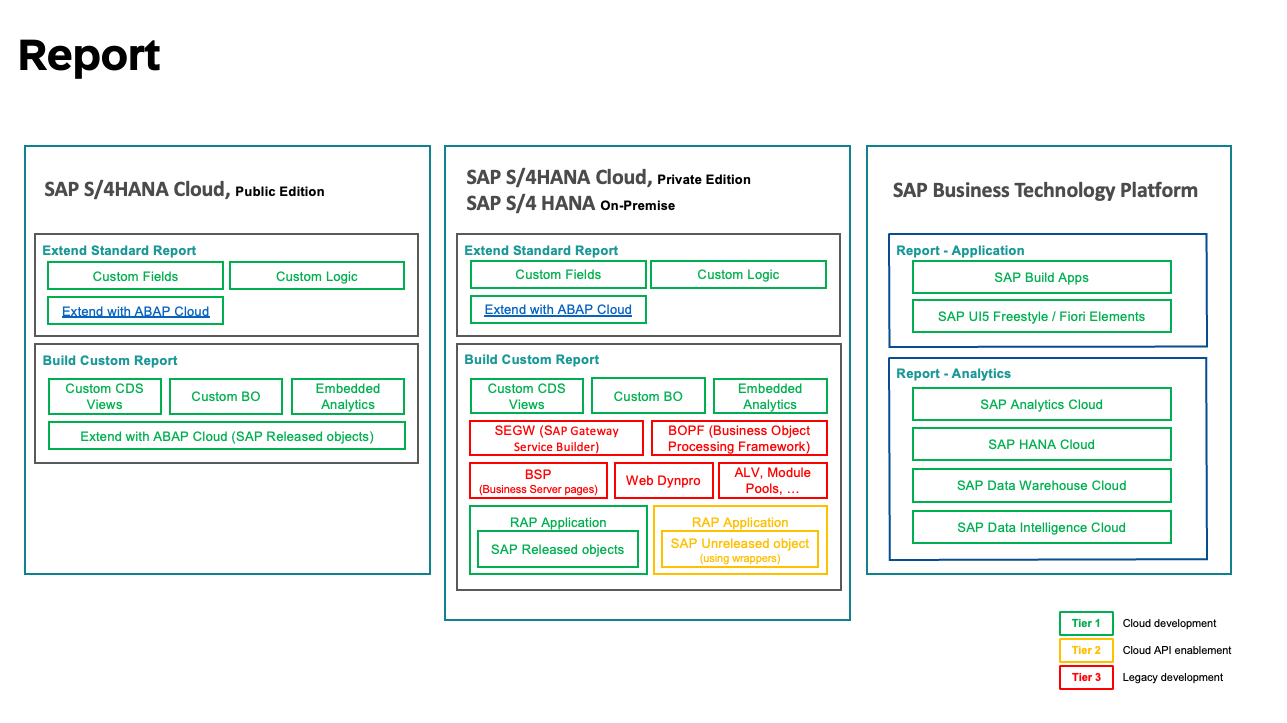 Report
SAP S/4HANA Cloud, Public Edition
Extend Standard Report
Custom Fields
Custom Logic
Extend with ABAP Cloud
Build Custom Report
Custom CDS
Views
Custom BO
Embedded
Analytics
Extend with ABAP Cloud (SAP Released objects)
SAP S/4HANA Cloud, Private Edition
SAP S/4 HANA On-Premise
Extend Standard Report
Custom Fields
Custom Logic
Extend with ABAP Cloud
Build Custom Report
Custom CDS
Views
Custom BO
Embedded
Analytics
SEGW (SAP Gateway
Service Builder)
BOPF (Business Object
Processing Framework)
BSP
(Business Server pages)
Web Dynpro
ALV, Module
Pools, …
RAP Application
SAP Released objects
RAP Application
SAP Unreleased object
(using wrappers)
SAP Business Technology Platform
Report - Application
SAP Build Apps
SAP UI5 Freestyle / Fiori Elements
Report - Analytics
SAP Analytics Cloud
SAP HANA Cloud
SAP Data Warehouse Cloud
SAP Data Intelligence Cloud
Tier 1 Cloud development
Tier 2 Cloud API enablement
Tier 3 Legacy development